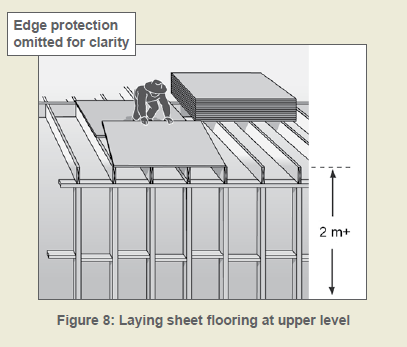 Edge protection
omitted for clarity
2 m+
Figure 8: Laying sheet flooring at upper level